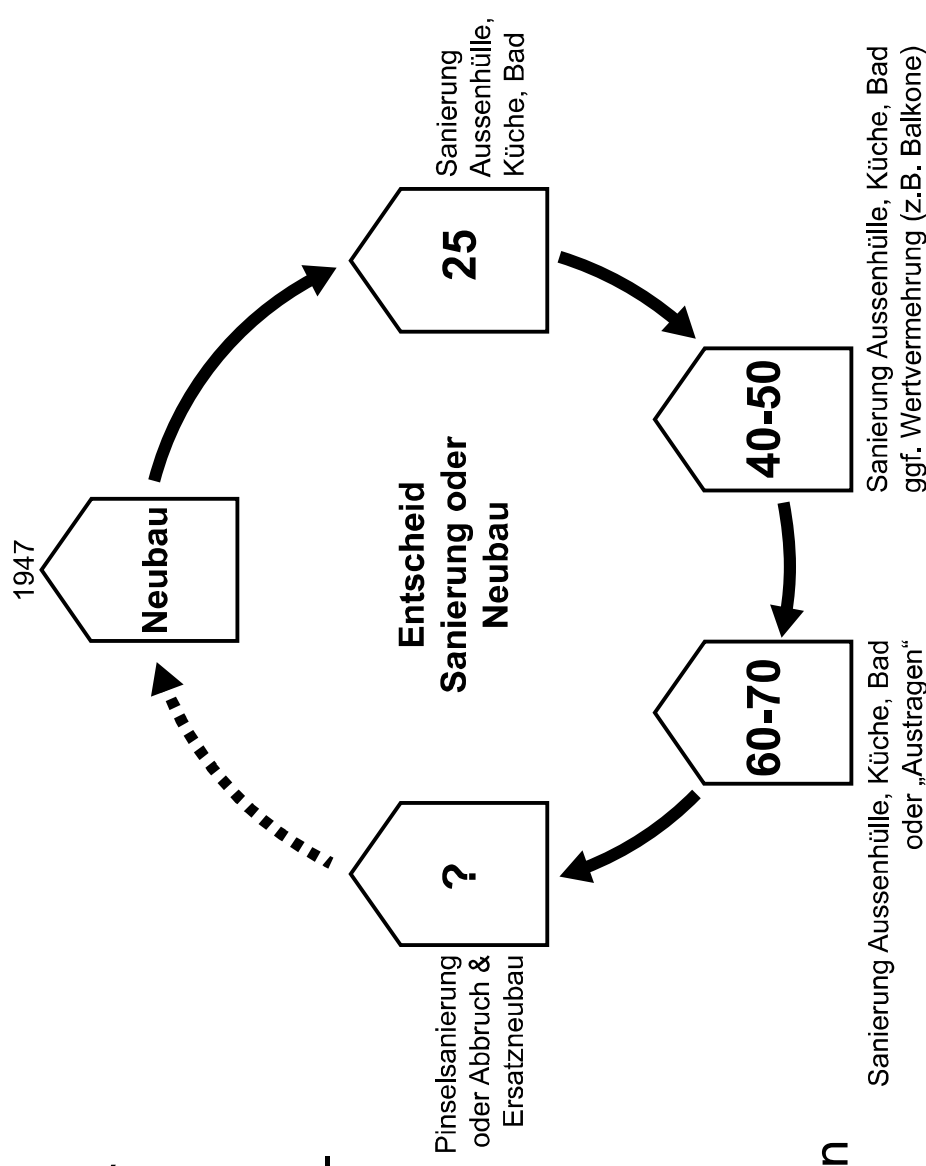 1947
Neubau
25
Sanierung
Aussenhülle,
Küche, Bad
40-50
Sanierung Aussenhülle, Küche, Bad
ggf. Wertvermehrung (z.B. Balkone)
60-70
Sanierung Aussenhülle, Küche, Bad
oder „Austragen“
?
Pinselsanierung
oder Abbruch &
Ersatzneubau
Entscheid
Sanierung oder
Neubau
n